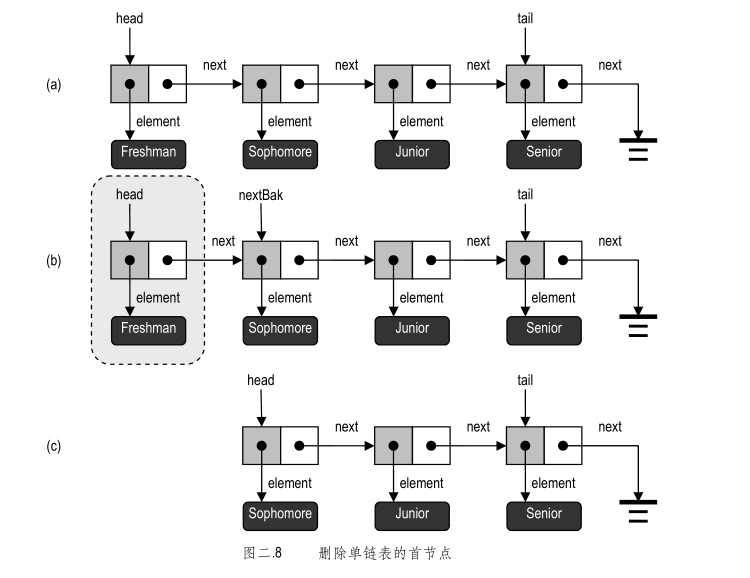 head tail
next next next next
(a)
element element element element
Freshman Sophomore Junior Senior
head nextBak tail
next next next next
(b)
element element element element
Freshman Sophomore Junior Senior
head tail
next next next
(c)
element element element
Sophomore Junior Senior
图二.8 删除单链表的首节点